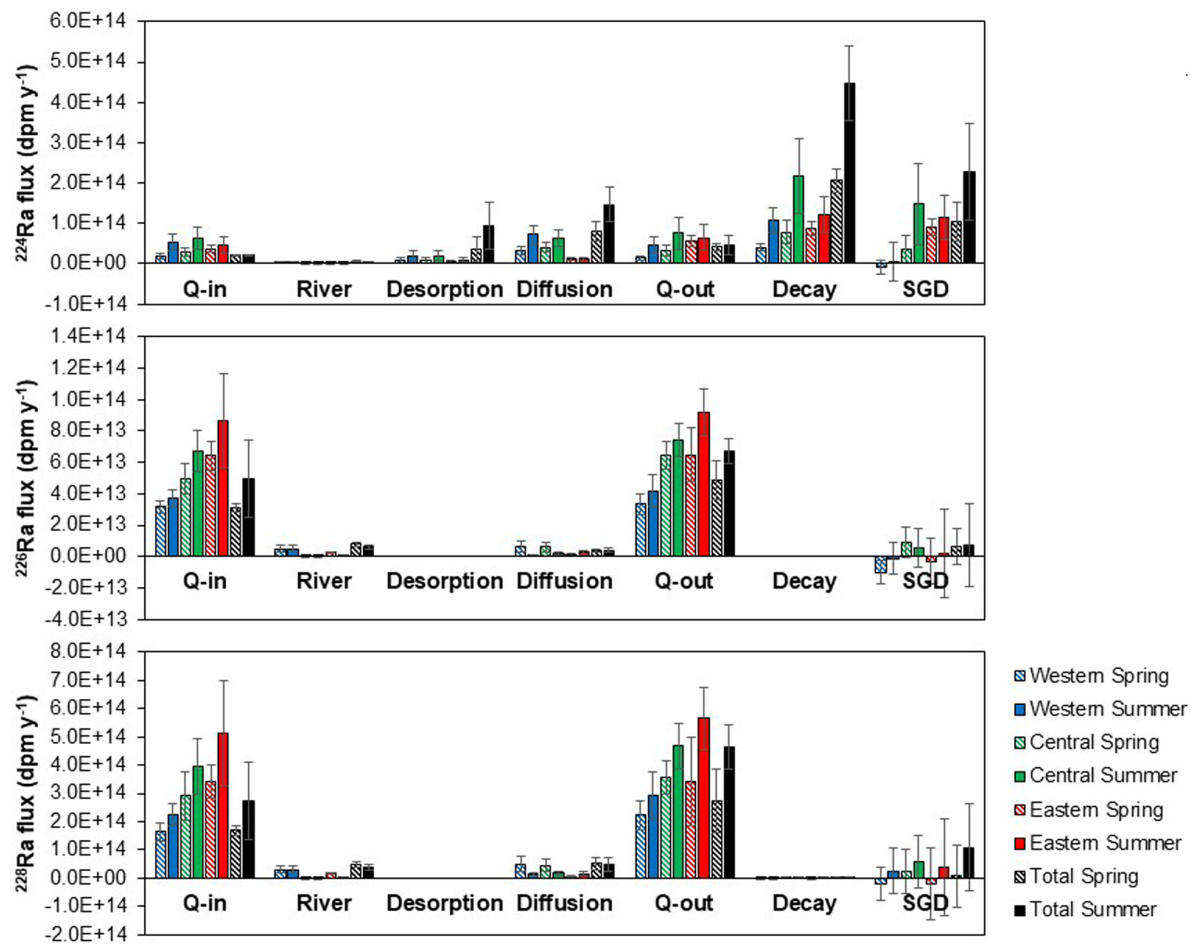 6.0E+14
5.0E+14
4.0E+14
3.0E+14
2.0E+14
1.0E+14
0.0E+00
-1.0E+14
²²⁴Ra flux (dpm y⁻¹)
Q-in River Desorption Diffusion Q-out Decay SGD
1.4E+14
1.2E+14
1.0E+14
8.0E+13
6.0E+13
4.0E+13
2.0E+13
0.0E+00
-2.0E+13
-4.0E+13
²²⁶Ra flux (dpm y⁻¹)
Q-in River Desorption Diffusion Q-out Decay SGD
8.0E+14
7.0E+14
6.0E+14
5.0E+14
4.0E+14
3.0E+14
2.0E+14
1.0E+14
0.0E+00
-1.0E+14
-2.0E+14
²²⁸Ra flux (dpm y⁻¹)
Q-in River Desorption Diffusion Q-out Decay SGD
Western Spring
Western Summer
Central Spring
Central Summer
Eastern Spring
Eastern Summer
Total Spring
Total Summer